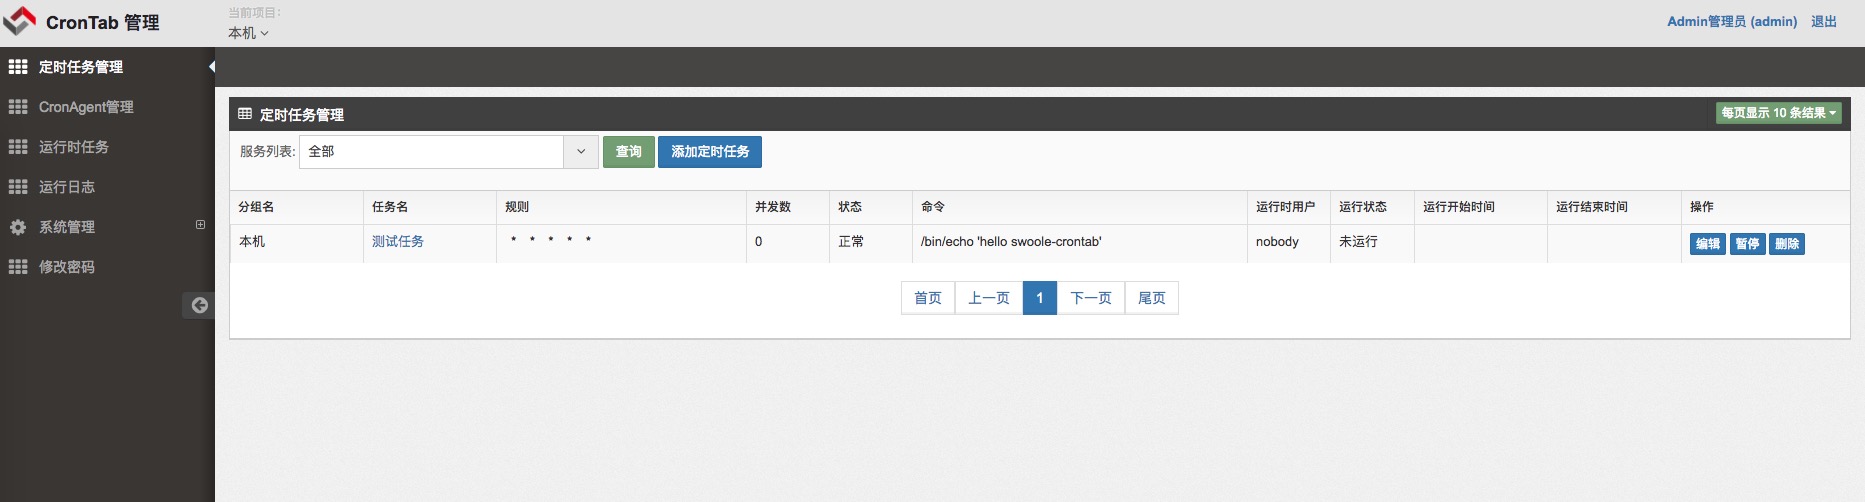 CronTab 管理
当前项目:
本机
Admin管理员 (admin) 退出
定时任务管理
CronAgent管理
运行时任务
运行日志
系统管理
修改密码
定时任务管理
每页显示 10 条结果
服务列表: 全部 查询 添加定时任务
分组名 任务名 规则 并发数 状态 命令 运行时用户 运行状态 运行开始时间 运行结束时间 操作
本机 测试任务 * * * * * 0 正常 /bin/echo 'hello swoole-crontab' nobody 未运行 编辑 暂停 删除
首页 上一页 1 下一页 尾页